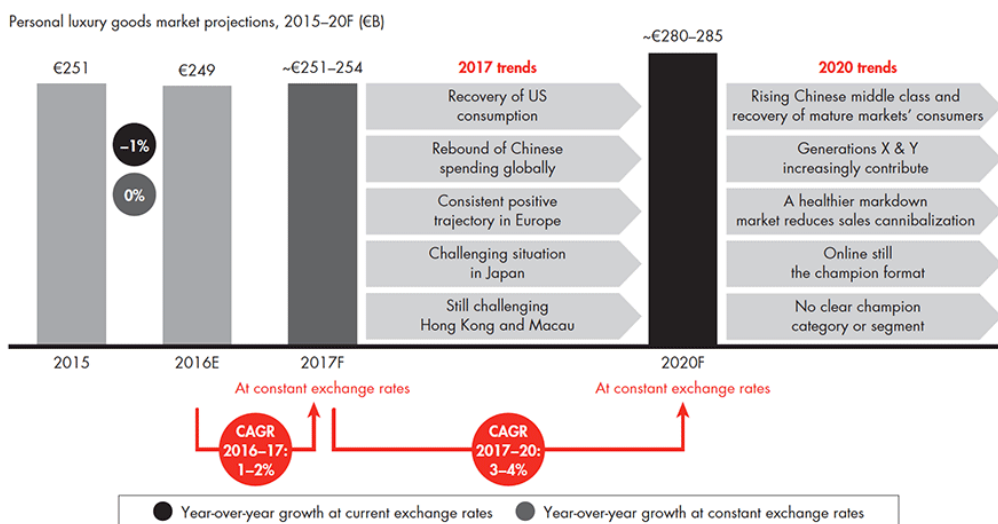 Personal luxury goods market projections, 2015–20F (€B)
€251
€249
~€251–254
~€280–285
–1%
0%
2017 trends
Recovery of US
consumption
Rebound of Chinese
spending globally
Consistent positive
trajectory in Europe
Challenging situation
in Japan
Still challenging
Hong Kong and Macau
2020 trends
Rising Chinese middle class and
recovery of mature markets’ consumers
Generations X & Y
increasingly contribute
A healthier markdown
market reduces sales cannibalization
Online still
the champion format
No clear champion
category or segment
2015
2016E
2017F
2020F
At constant exchange rates
At constant exchange rates
CAGR
2016–17:
1–2%
CAGR
2017–20:
3–4%
Year-over-year growth at current exchange rates
Year-over-year growth at constant exchange rates